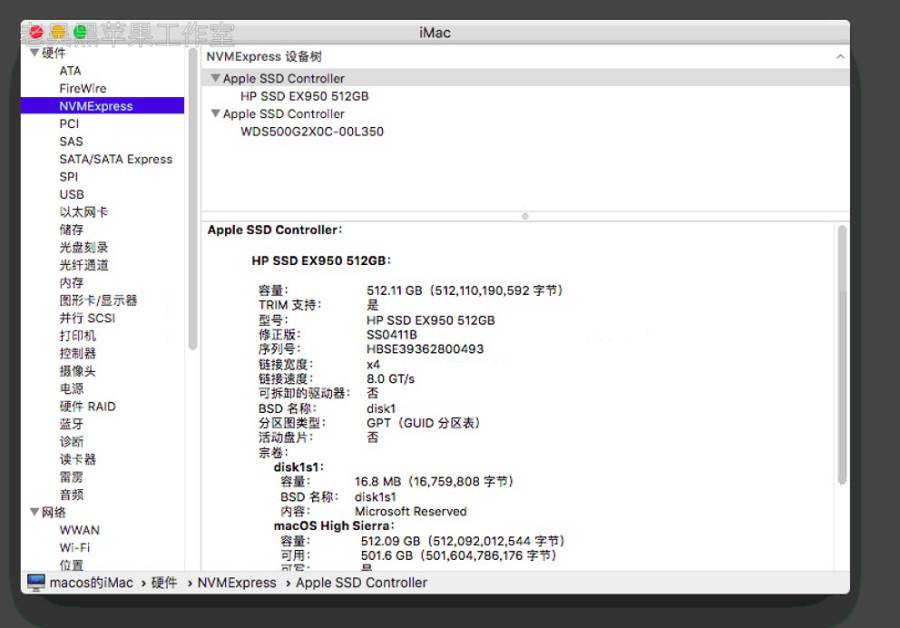 老吴黑苹果工作室
iMac
硬件
ATA
FireWire
NVMExpress
PCI
SAS
SATA/SATA Express
SPI
USB
以太网卡
储存
光盘刻录
光纤通道
内存
图形卡/显示器
并行 SCSI
打印机
控制器
摄像头
电源
硬件 RAID
蓝牙
诊断
读卡器
雷雳
音频
网络
WWAN
Wi-Fi
位置
NVMExpress 设备树
Apple SSD Controller
HP SSD EX950 512GB
Apple SSD Controller
WDS500G2X0C-00L350
Apple SSD Controller:
HP SSD EX950 512GB:
容量: 512.11 GB（512,110,190,592 字节）
TRIM 支持: 是
型号: HP SSD EX950 512GB
修正版: SS0411B
序列号: HBSE39362800493
链接宽度: x4
链接速度: 8.0 GT/s
可拆卸的驱动器: 否
BSD 名称: disk1
分区图类型: GPT（GUID 分区表）
活动盘片: 否
宗卷:
disk1s1:
容量: 16.8 MB（16,759,808 字节）
BSD 名称: disk1s1
内容: Microsoft Reserved
macOS High Sierra:
容量: 512.09 GB（512,092,012,544 字节）
可用: 501.6 GB（501,604,786,176 字节）
可写: 是
macos的iMac › 硬件 › NVMExpress › Apple SSD Controller